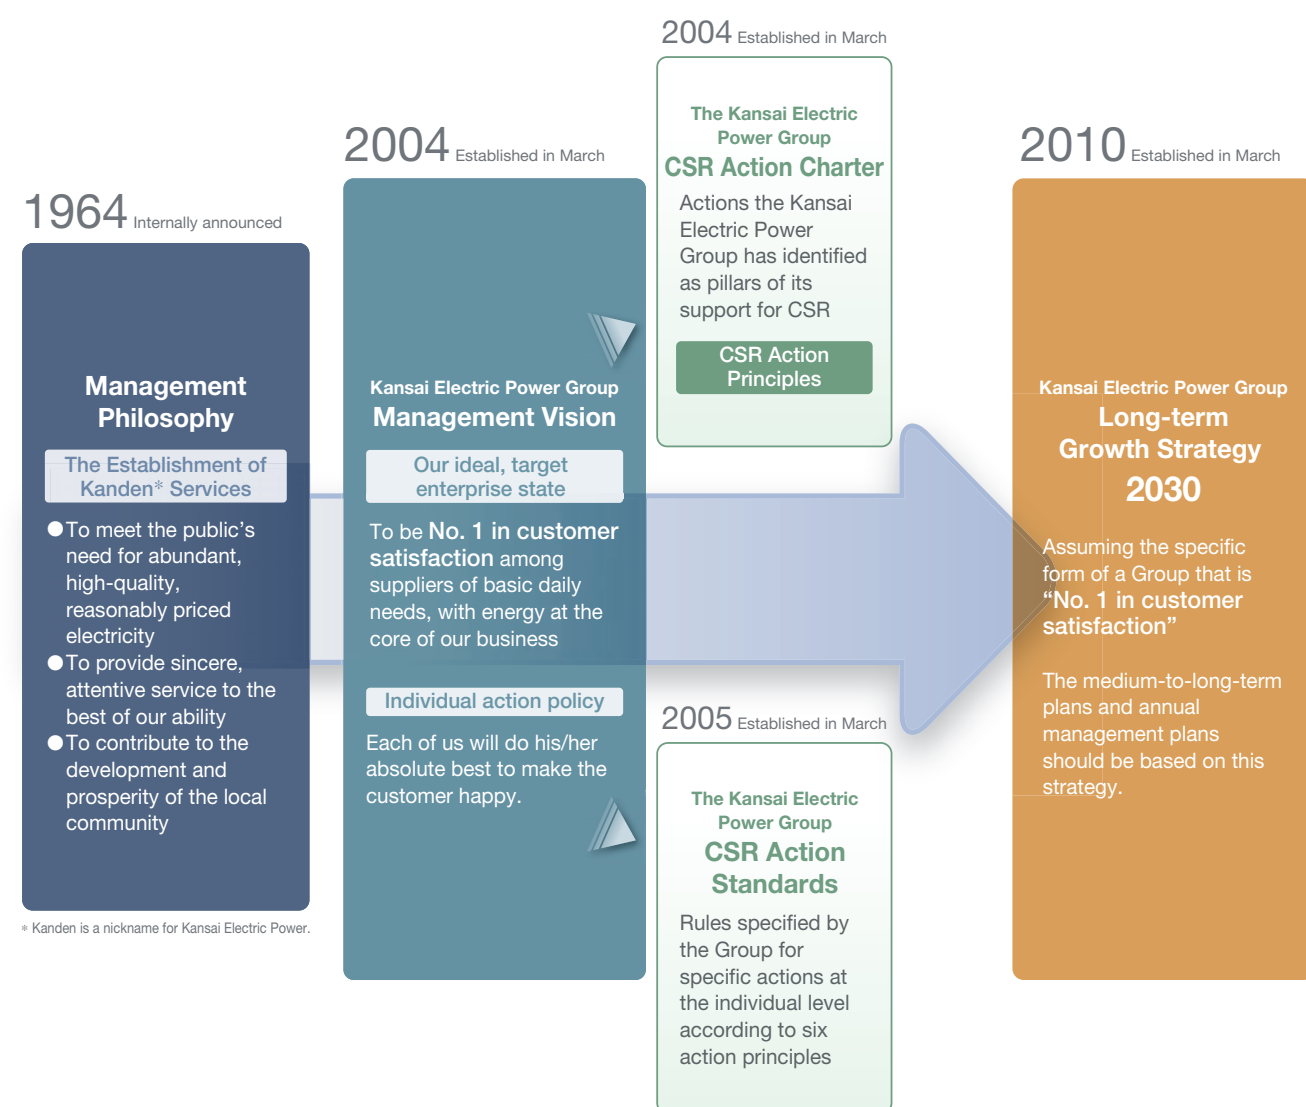 1964 Internally announced
Management
Philosophy
The Establishment of
Kanden* Services
●To meet the public’s
need for abundant,
high-quality,
reasonably priced
electricity
●To provide sincere,
attentive service to the
best of our ability
●To contribute to the
development and
prosperity of the local
community
* Kanden is a nickname for Kansai Electric Power.
2004 Established in March
Kansai Electric Power Group
Management Vision
Our ideal, target
enterprise state
To be No. 1 in customer
satisfaction among
suppliers of basic daily
needs, with energy at the
core of our business
Individual action policy
Each of us will do his/her
absolute best to make the
customer happy.
2004 Established in March
The Kansai Electric
Power Group
CSR Action Charter
Actions the Kansai
Electric Power
Group has identified
as pillars of its
support for CSR
CSR Action
Principles
2005 Established in March
The Kansai Electric
Power Group
CSR Action
Standards
Rules specified by
the Group for
specific actions at
the individual level
according to six
action principles
2010 Established in March
Kansai Electric Power Group
Long-term
Growth Strategy
2030
Assuming the specific
form of a Group that is
“No. 1 in customer
satisfaction”
The medium-to-long-term
plans and annual
management plans
should be based on this
strategy.